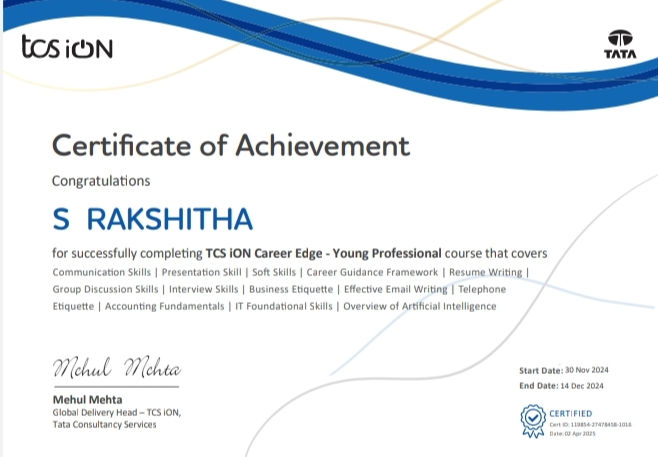 tcs iON
TATA
Certificate of Achievement
Congratulations
S RAKSHITHA
for successfully completing TCS iON Career Edge - Young Professional course that covers
Communication Skills | Presentation Skill | Soft Skills | Career Guidance Framework | Resume Writing |
Group Discussion Skills | Interview Skills | Business Etiquette | Effective Email Writing | Telephone
Etiquette | Accounting Fundamentals | IT Foundational Skills | Overview of Artificial Intelligence
Mehul Mehta
Mehul Mehta
Global Delivery Head – TCS iON,
Tata Consultancy Services
Start Date: 30 Nov 2024
End Date: 14 Dec 2024
CERTIFIED
Cert ID: 119854-27478458-1016
Date: 02 Apr 2025